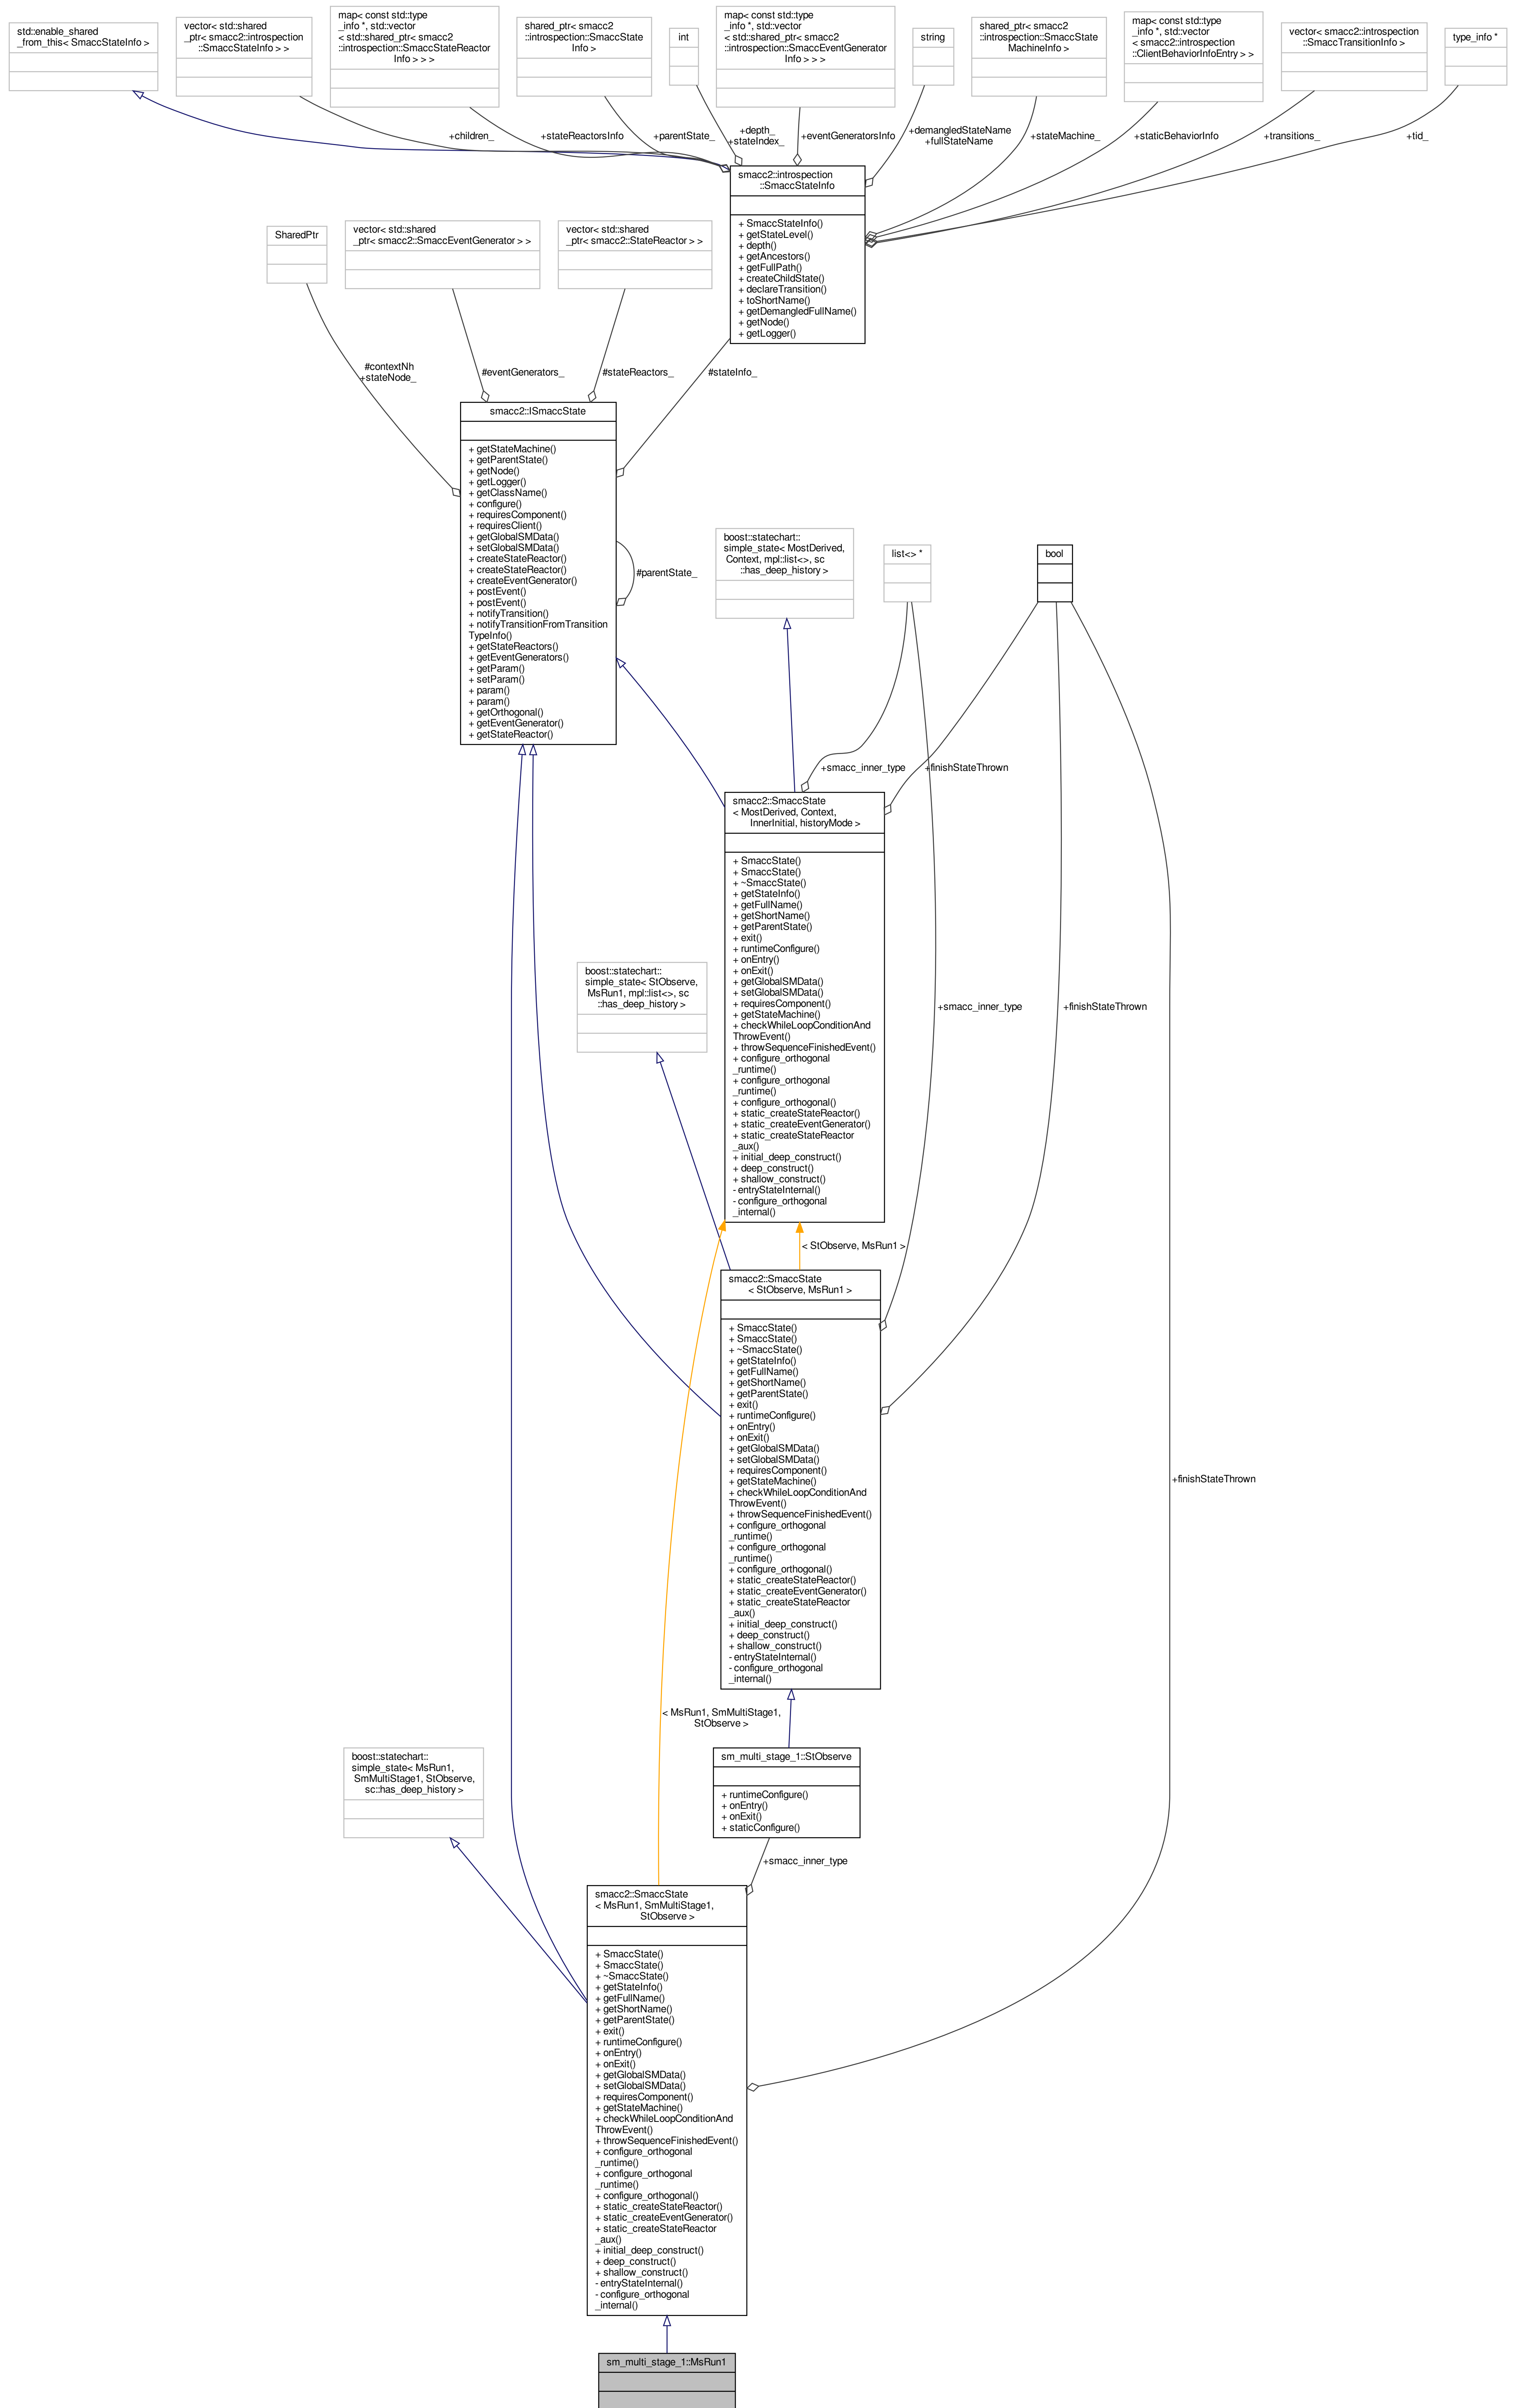 std::enable_shared
_from_this< SmaccStateInfo >
vector< std::shared
_ptr< smacc2::introspection
::SmaccStateInfo > >
map< const std::type
_info *, std::vector
< std::shared_ptr< smacc2
::introspection::SmaccStateReactor
Info > > >
shared_ptr< smacc2
::introspection::SmaccState
Info >
int
map< const std::type
_info *, std::vector
< std::shared_ptr< smacc2
::introspection::SmaccEventGenerator
Info > > >
string
shared_ptr< smacc2
::introspection::SmaccState
MachineInfo >
map< const std::type
_info *, std::vector
< smacc2::introspection
::ClientBehaviorInfoEntry > >
vector< smacc2::introspection
::SmaccTransitionInfo >
type_info *
+children_
+stateReactorsInfo
+parentState_
+depth_
+stateIndex_
+eventGeneratorsInfo
+demangledStateName
+fullStateName
+stateMachine_
+staticBehaviorInfo
+transitions_
+tid_
smacc2::introspection
::SmaccStateInfo
+ SmaccStateInfo()
+ getStateLevel()
+ depth()
+ getAncestors()
+ getFullPath()
+ createChildState()
+ declareTransition()
+ toShortName()
+ getDemangledFullName()
+ getNode()
+ getLogger()
SharedPtr
vector< std::shared
_ptr< smacc2::SmaccEventGenerator > >
vector< std::shared
_ptr< smacc2::StateReactor > >
#contextNh
+stateNode_
#eventGenerators_
#stateReactors_
#stateInfo_
smacc2::ISmaccState
+ getStateMachine()
+ getParentState()
+ getNode()
+ getLogger()
+ getClassName()
+ configure()
+ requiresComponent()
+ requiresClient()
+ getGlobalSMData()
+ setGlobalSMData()
+ createStateReactor()
+ createStateReactor()
+ createEventGenerator()
+ postEvent()
+ postEvent()
+ notifyTransition()
+ notifyTransitionFromTransition
TypeInfo()
+ getStateReactors()
+ getEventGenerators()
+ getParam()
+ setParam()
+ param()
+ param()
+ getOrthogonal()
+ getEventGenerator()
+ getStateReactor()
#parentState_
boost::statechart::
simple_state< MostDerived,
Context, mpl::list<>, sc
::has_deep_history >
list<> *
bool
+smacc_inner_type
+finishStateThrown
smacc2::SmaccState
< MostDerived, Context,
InnerInitial, historyMode >
+ SmaccState()
+ SmaccState()
+ ~SmaccState()
+ getStateInfo()
+ getFullName()
+ getShortName()
+ getParentState()
+ exit()
+ runtimeConfigure()
+ onEntry()
+ onExit()
+ getGlobalSMData()
+ setGlobalSMData()
+ requiresComponent()
+ getStateMachine()
+ checkWhileLoopConditionAnd
ThrowEvent()
+ throwSequenceFinishedEvent()
+ configure_orthogonal
_runtime()
+ configure_orthogonal
_runtime()
+ configure_orthogonal()
+ static_createStateReactor()
+ static_createEventGenerator()
+ static_createStateReactor
_aux()
+ initial_deep_construct()
+ deep_construct()
+ shallow_construct()
- entryStateInternal()
- configure_orthogonal
_internal()
boost::statechart::
simple_state< StObserve,
MsRun1, mpl::list<>, sc
::has_deep_history >
+smacc_inner_type
+finishStateThrown
< StObserve, MsRun1 >
smacc2::SmaccState
< StObserve, MsRun1 >
+ SmaccState()
+ SmaccState()
+ ~SmaccState()
+ getStateInfo()
+ getFullName()
+ getShortName()
+ getParentState()
+ exit()
+ runtimeConfigure()
+ onEntry()
+ onExit()
+ getGlobalSMData()
+ setGlobalSMData()
+ requiresComponent()
+ getStateMachine()
+ checkWhileLoopConditionAnd
ThrowEvent()
+ throwSequenceFinishedEvent()
+ configure_orthogonal
_runtime()
+ configure_orthogonal
_runtime()
+ configure_orthogonal()
+ static_createStateReactor()
+ static_createEventGenerator()
+ static_createStateReactor
_aux()
+ initial_deep_construct()
+ deep_construct()
+ shallow_construct()
- entryStateInternal()
- configure_orthogonal
_internal()
+finishStateThrown
< MsRun1, SmMultiStage1,
StObserve >
sm_multi_stage_1::StObserve
+ runtimeConfigure()
+ onEntry()
+ onExit()
+ staticConfigure()
boost::statechart::
simple_state< MsRun1,
SmMultiStage1, StObserve,
sc::has_deep_history >
+smacc_inner_type
smacc2::SmaccState
< MsRun1, SmMultiStage1,
StObserve >
+ SmaccState()
+ SmaccState()
+ ~SmaccState()
+ getStateInfo()
+ getFullName()
+ getShortName()
+ getParentState()
+ exit()
+ runtimeConfigure()
+ onEntry()
+ onExit()
+ getGlobalSMData()
+ setGlobalSMData()
+ requiresComponent()
+ getStateMachine()
+ checkWhileLoopConditionAnd
ThrowEvent()
+ throwSequenceFinishedEvent()
+ configure_orthogonal
_runtime()
+ configure_orthogonal
_runtime()
+ configure_orthogonal()
+ static_createStateReactor()
+ static_createEventGenerator()
+ static_createStateReactor
_aux()
+ initial_deep_construct()
+ deep_construct()
+ shallow_construct()
- entryStateInternal()
- configure_orthogonal
_internal()
sm_multi_stage_1::MsRun1